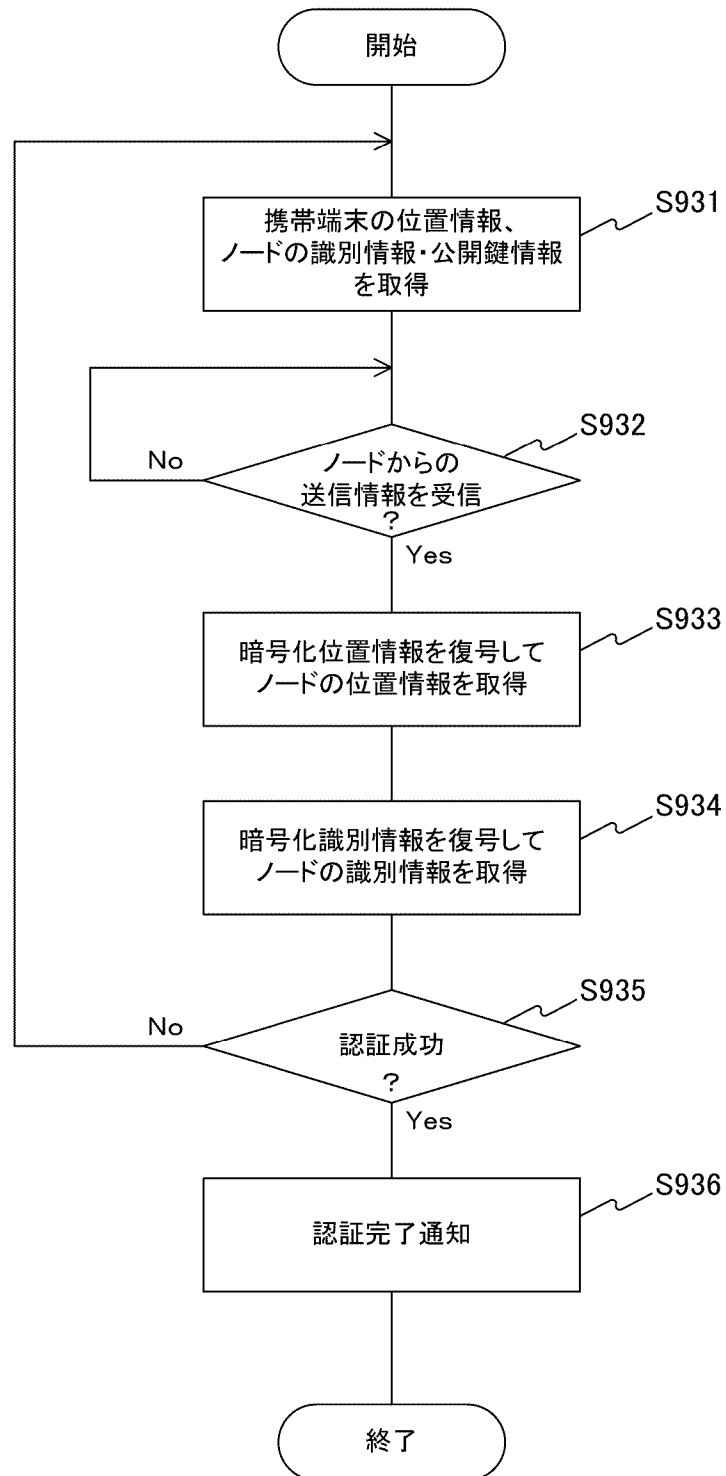 開始
S931
携帯端末の位置情報、
ノードの識別情報・公開鍵情報
を取得
S932
No
ノードからの
送信情報を受信
?
Yes
S933
暗号化位置情報を復号して
ノードの位置情報を取得
S934
暗号化識別情報を復号して
ノードの識別情報を取得
S935
No
認証成功
?
Yes
S936
認証完了通知
終了